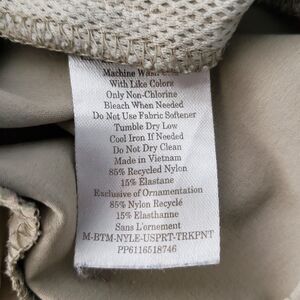 Machine Wash
With Like Colors
Only Non-Chlorine
Bleach When Needed
Do Not Use Fabric Softener
Tumble Dry Low
Cool Iron If Needed
Do Not Dry Clean
Made in Vietnam
85% Recycled Nylon
15% Elastane
Exclusive of Ornamentation
85% Nylon Recyclé
15% Elasthanne
Sans L'ornement
M-BTM-NYLE-USPRT-TRKPNT
PP6116518746